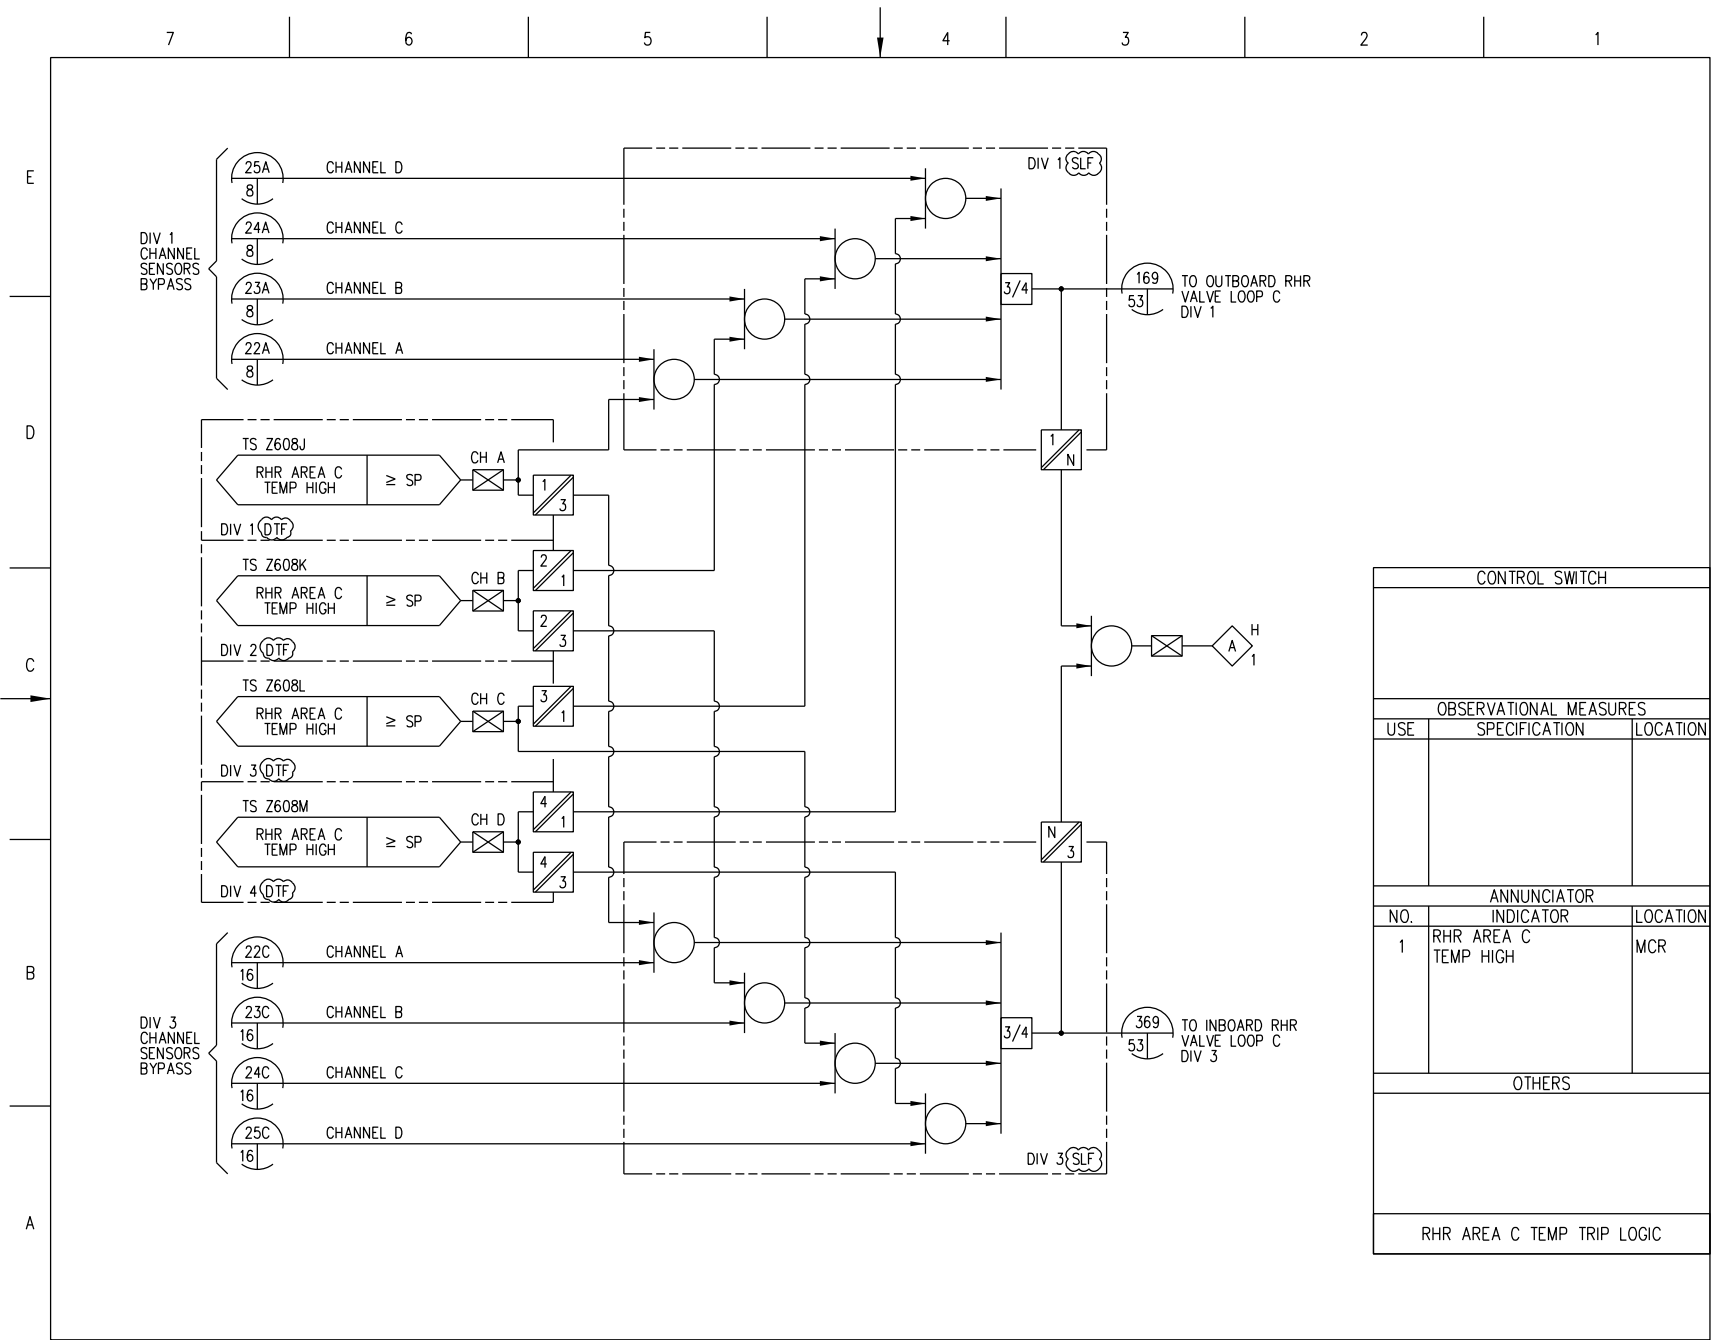 7 6 5 4 3 2 1
E
D
C
B
A
DIV 1
CHANNEL
SENSORS
BYPASS
25A
8
CHANNEL D
24A
8
CHANNEL C
23A
8
CHANNEL B
22A
8
CHANNEL A
DIV 1 SLF
3/4
169
53
TO OUTBOARD RHR
VALVE LOOP C
DIV 1
1
N
TS Z608J
RHR AREA C
TEMP HIGH
≥ SP
CH A
1
3
DIV 1 DTF
TS Z608K
RHR AREA C
TEMP HIGH
≥ SP
CH B
2
1
2
3
DIV 2 DTF
TS Z608L
RHR AREA C
TEMP HIGH
≥ SP
CH C
3
1
DIV 3 DTF
TS Z608M
RHR AREA C
TEMP HIGH
≥ SP
CH D
4
1
4
3
DIV 4 DTF
A
H
1
N
3
DIV 3
CHANNEL
SENSORS
BYPASS
22C
16
CHANNEL A
23C
16
CHANNEL B
24C
16
CHANNEL C
25C
16
CHANNEL D
3/4
369
53
TO INBOARD RHR
VALVE LOOP C
DIV 3
DIV 3 SLF
CONTROL SWITCH
OBSERVATIONAL MEASURES
USE SPECIFICATION LOCATION
ANNUNCIATOR
NO. INDICATOR LOCATION
1 RHR AREA C
TEMP HIGH
MCR
OTHERS
RHR AREA C TEMP TRIP LOGIC